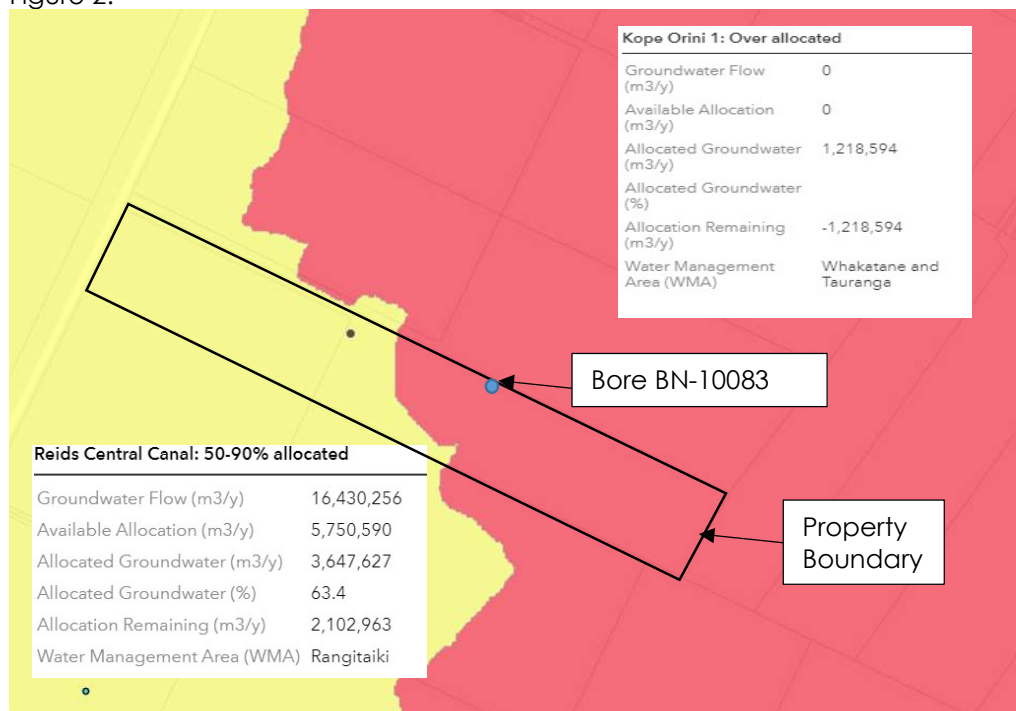 Figure 2.
Kope Orini 1: Over allocated
Groundwater Flow (m3/y) 0
Available Allocation (m3/y) 0
Allocated Groundwater (m3/y) 1,218,594
Allocated Groundwater (%)
Allocation Remaining (m3/y) -1,218,594
Water Management Area (WMA) Whakatane and Tauranga
Bore BN-10083
Reids Central Canal: 50-90% allocated
Groundwater Flow (m3/y) 16,430,256
Available Allocation (m3/y) 5,750,590
Allocated Groundwater (m3/y) 3,647,627
Allocated Groundwater (%) 63.4
Allocation Remaining (m3/y) 2,102,963
Water Management Area (WMA) Rangitaiki
Property
Boundary